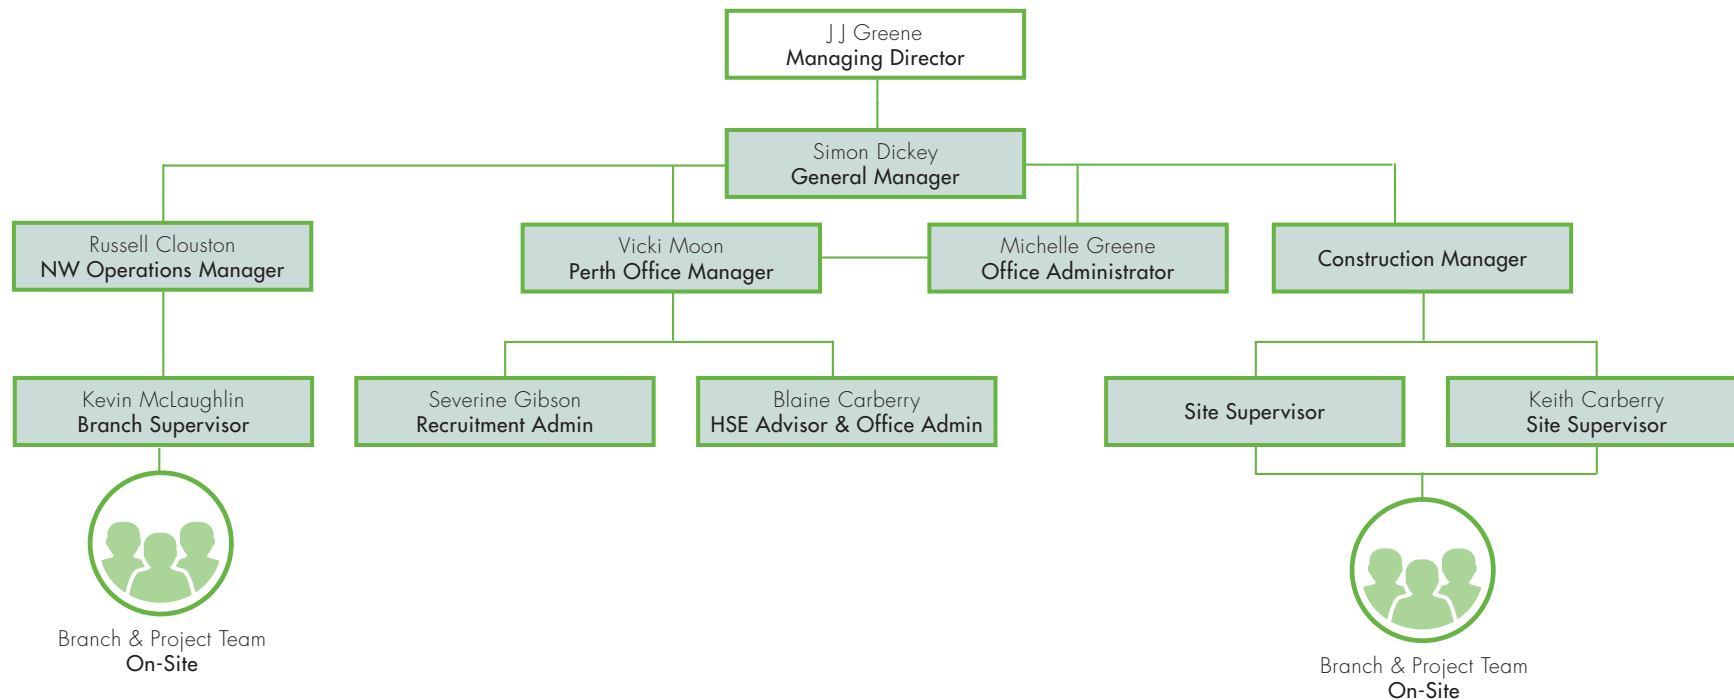 J J Greene
Managing Director
Simon Dickey
General Manager
Russell Clouston
NW Operations Manager
Vicki Moon
Perth Office Manager
Michelle Greene
Office Administrator
Construction Manager
Kevin McLaughlin
Branch Supervisor
Severine Gibson
Recruitment Admin
Blaine Carberry
HSE Advisor & Office Admin
Site Supervisor
Keith Carberry
Site Supervisor
Branch & Project Team
On-Site
Branch & Project Team
On-Site